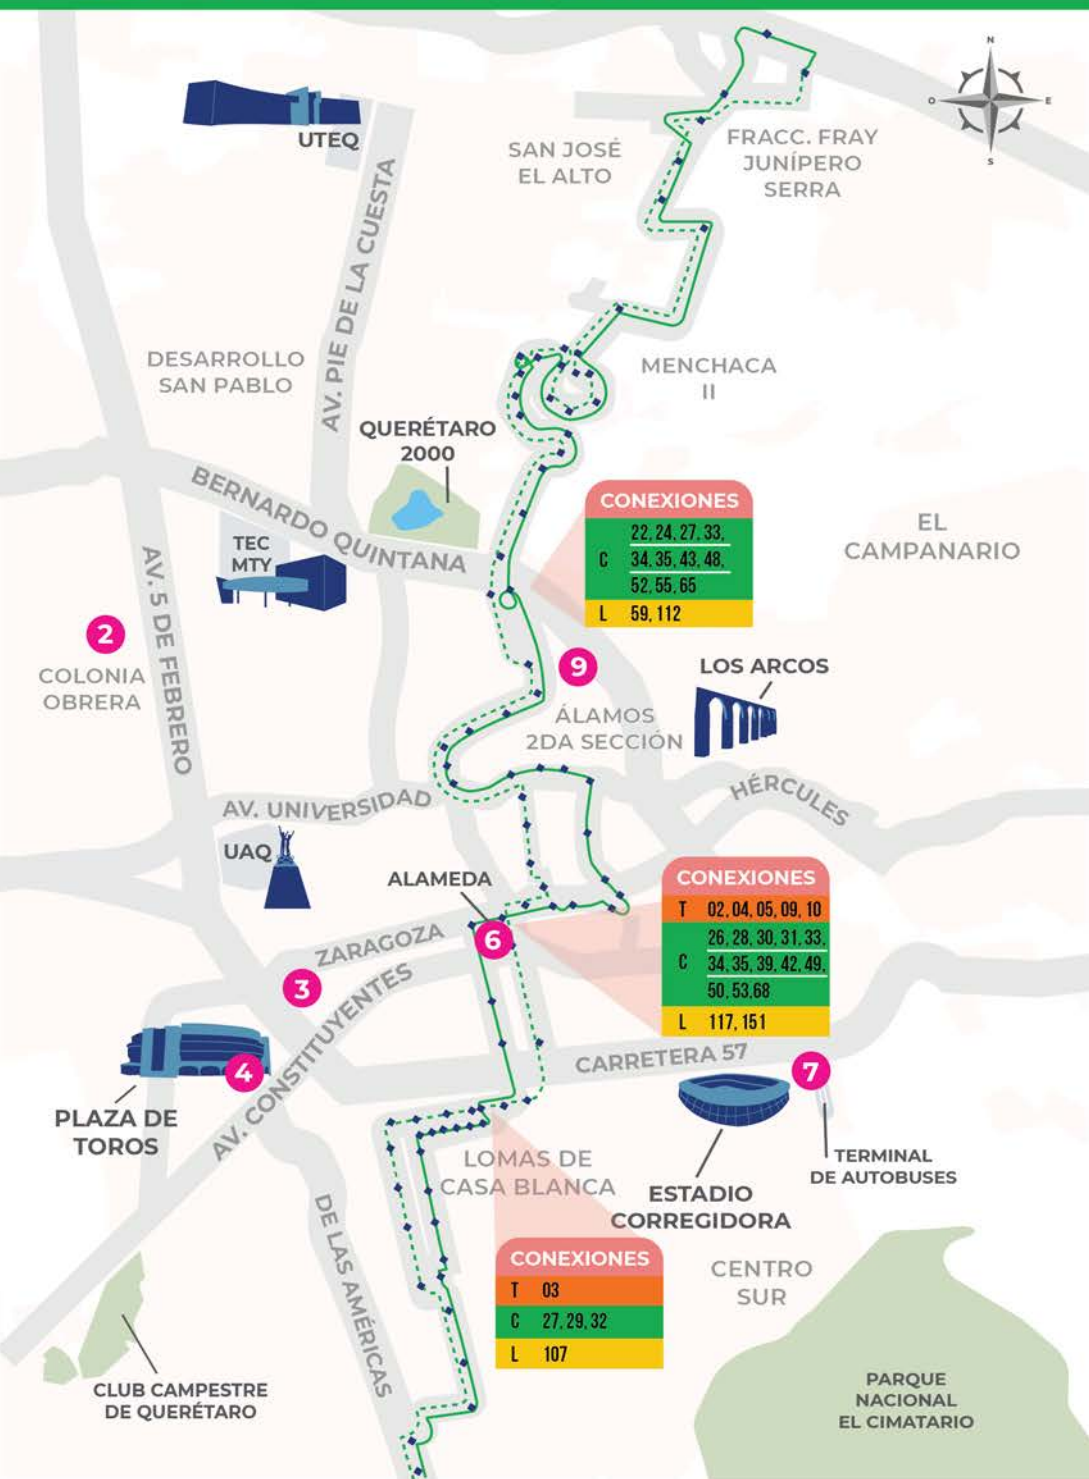 N
O
E
S
UTEQ
SAN JOSÉ
EL ALTO
FRACC. FRAY
JUNÍPERO
SERRA
AV. PIE DE LA CUESTA
DESARROLLO
SAN PABLO
MENCHACA
II
QUERÉTARO
2000
BERNARDO QUINTANA
CONEXIONES
22, 24, 27, 33,
C 34, 35, 43, 48,
52, 55, 65
L 59, 112
EL
CAMPANARIO
TEC
MTY
AV. 5 DE FEBRERO
2
COLONIA
OBRERA
9
LOS ARCOS
ÁLAMOS
2DA SECCIÓN
AV. UNIVERSIDAD
HÉRCULES
UAQ
ALAMEDA
CONEXIONES
T 02, 04, 05, 09, 10
26, 28, 30, 31, 33,
C 34, 35, 39, 42, 49,
50, 53,68
L 117, 151
6
ZARAGOZA
3
AV. CONSTITUYENTES
CARRETERA 57
4
7
PLAZA DE
TOROS
LOMAS DE
CASA BLANCA
TERMINAL
DE AUTOBUSES
ESTADIO
CORREGIDORA
DE LAS AMÉRICAS
CONEXIONES
T 03
C 27, 29, 32
L 107
CENTRO
SUR
CLUB CAMPESTRE
DE QUERÉTARO
PARQUE
NACIONAL
EL CIMATARIO